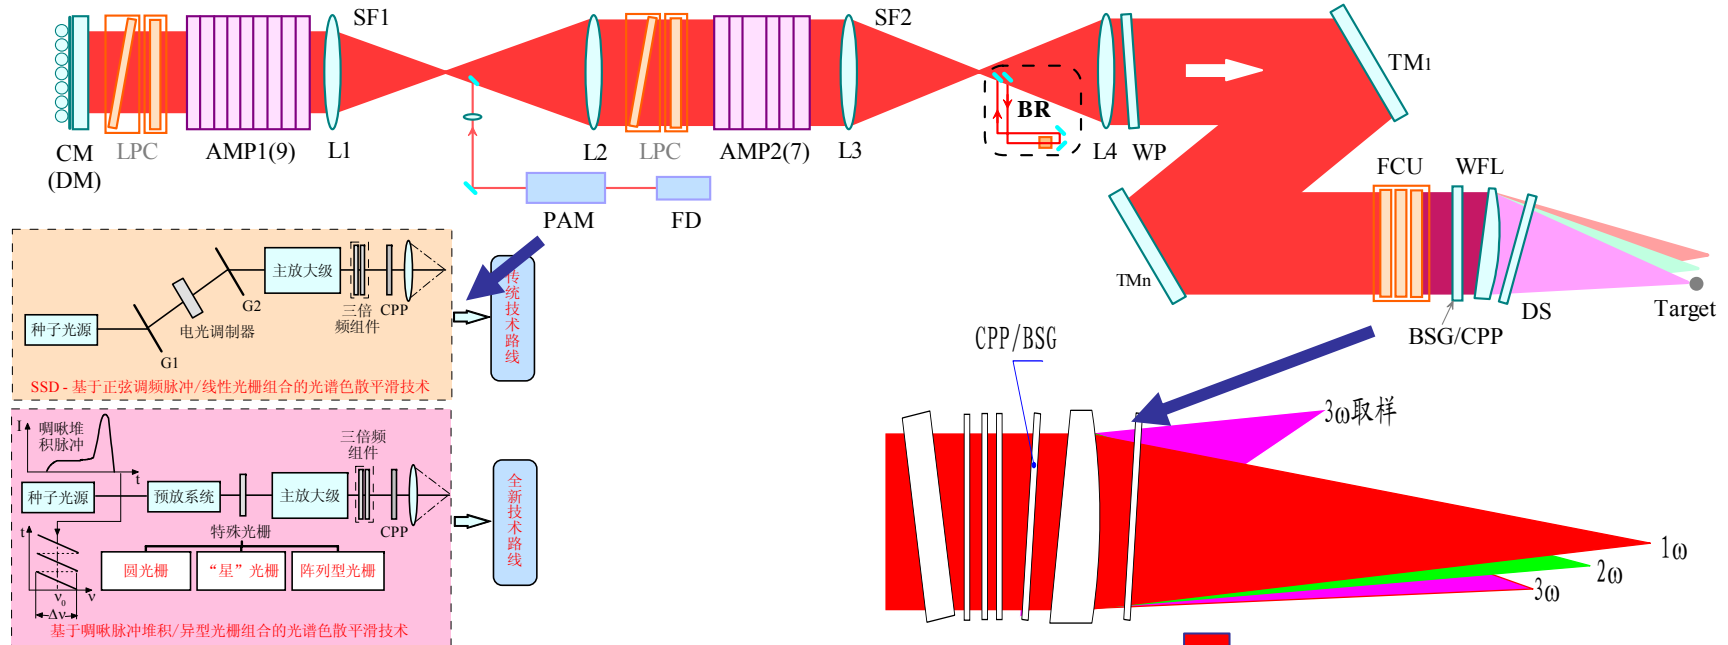 SF1
SF2
TM1
BR
CM
(DM)
LPC
AMP1(9)
L1
L2
LPC
AMP2(7)
L3
L4
WP
PAM
FD
FCU
WFL
TMn
BSG/CPP
DS
Target
种子光源
G1
电光调制器
G2
主放大级
三倍
频组件
CPP
SSD - 基于正弦调频脉冲/线性光栅组合的光谱色散平滑技术
传统技术路线
I
啁啾堆
积脉冲
t
种子光源
预放系统
主放大级
三倍频
组件
CPP
特殊光栅
圆光栅
“星”光栅
阵列型光栅
t
ν0
ν
Δν
基于啁啾脉冲堆积/异型光栅组合的光谱色散平滑技术
全新技术路线
CPP/BSG
3ω取样
1ω
2ω
3ω